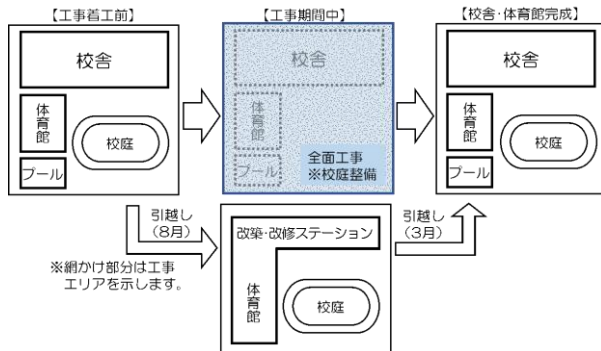 【工事着工前】
【工事期間中】
【校舎・体育館完成】
校舎
体育館
校庭
プール
校舎
体育館
プール
全面工事
※校庭整備
校舎
体育館
校庭
プール
引越し
（8月）
※網かけ部分は工事
エリアを示します。
改築・改修ステーション
体育館
校庭
引越し
（3月）